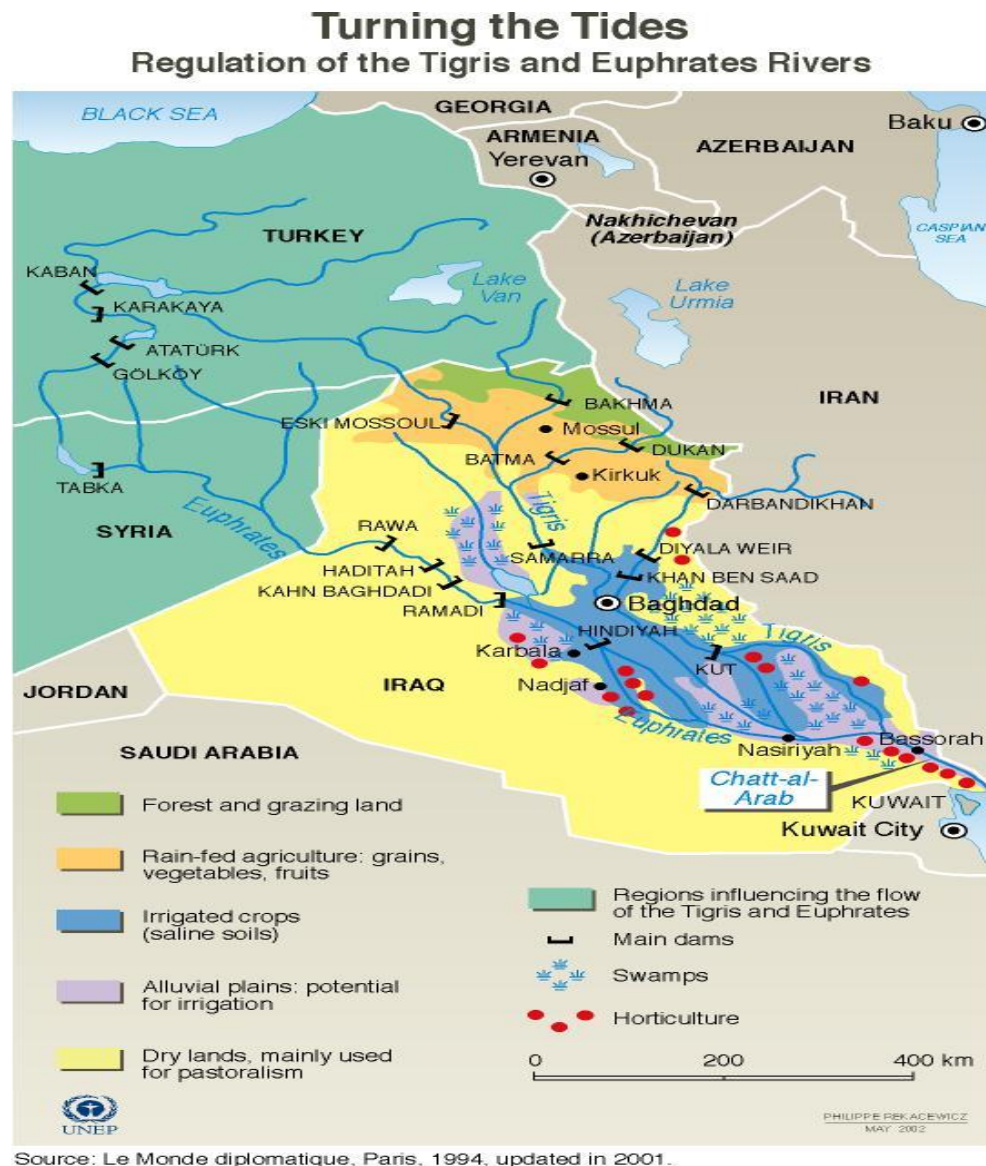 Turning the Tides
Regulation of the Tigris and Euphrates Rivers
BLACK SEA
GEORGIA
Baku
ARMENIA
Yerevan
AZERBAIJAN
Nakhichevan
(Azerbaijan)
CASPIAN
SEA
TURKEY
KABAN
Lake
Van
Lake
Urmia
KARAKAYA
ATATÜRK
GÖLKÖY
IRAN
BAKHMA
ESKI MOSSOUL
Mossul
DUKAN
BATMA
Kirkuk
TABKA
DARBANDIKHAN
Euphrates
Tigris
SYRIA
RAWA
SAMARRA
DIYALA WEIR
HADITAH
KHAN BEN SAAD
KAHN BAGHDADI
RAMADI
Baghdad
HINDIYAH
Tigris
Karbala
KUT
JORDAN
IRAQ
Nadjaf
Euphrates
Nasiriyah
Bassorah
SAUDI ARABIA
Chatt-al-
Arab
KUWAIT
Kuwait City
Forest and grazing land
Rain-fed agriculture: grains,
vegetables, fruits
Irrigated crops
(saline soils)
Alluvial plains: potential
for irrigation
Dry lands, mainly used
for pastoralism
Regions influencing the flow
of the Tigris and Euphrates
Main dams
Swamps
Horticulture
0 200 400 km
UNEP
PHILIPPE REKACEWICZ
MAY 2002
Source: Le Monde diplomatique, Paris, 1994, updated in 2001.